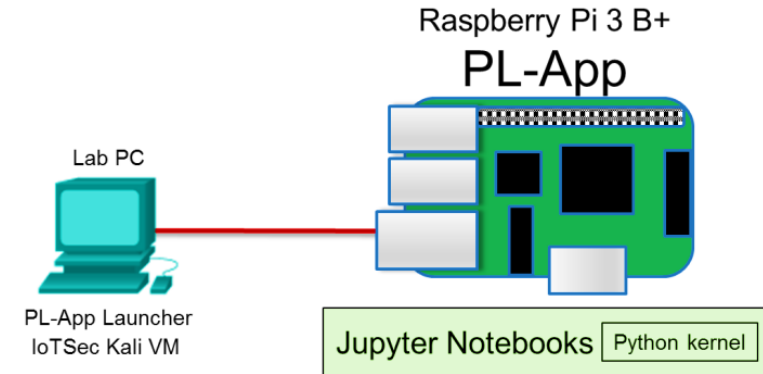 Raspberry Pi 3 B+
PL-App
Lab PC
PL-App Launcher
IoTSec Kali VM
Jupyter Notebooks Python kernel